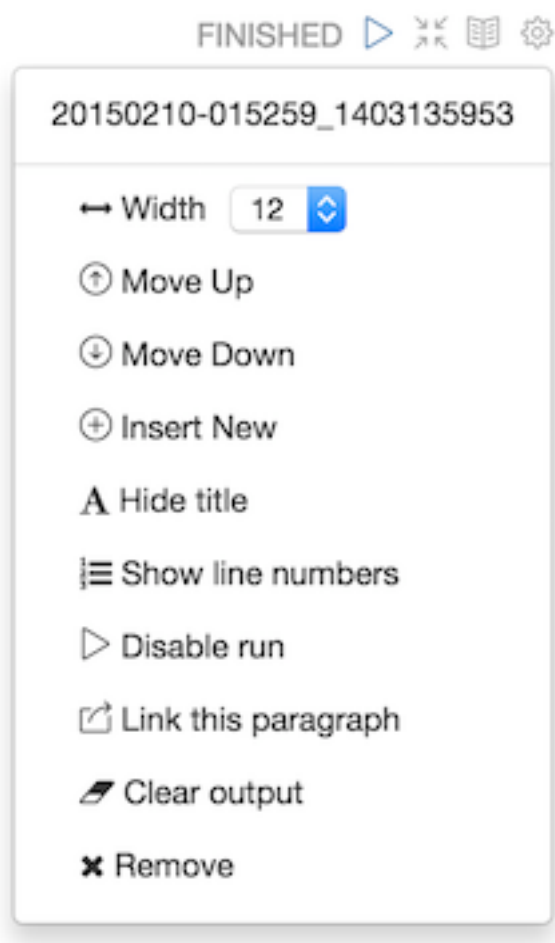 FINISHED
20150210-015259_1403135953
Width 12
Move Up
Move Down
Insert New
A Hide title
Show line numbers
Disable run
Link this paragraph
Clear output
Remove